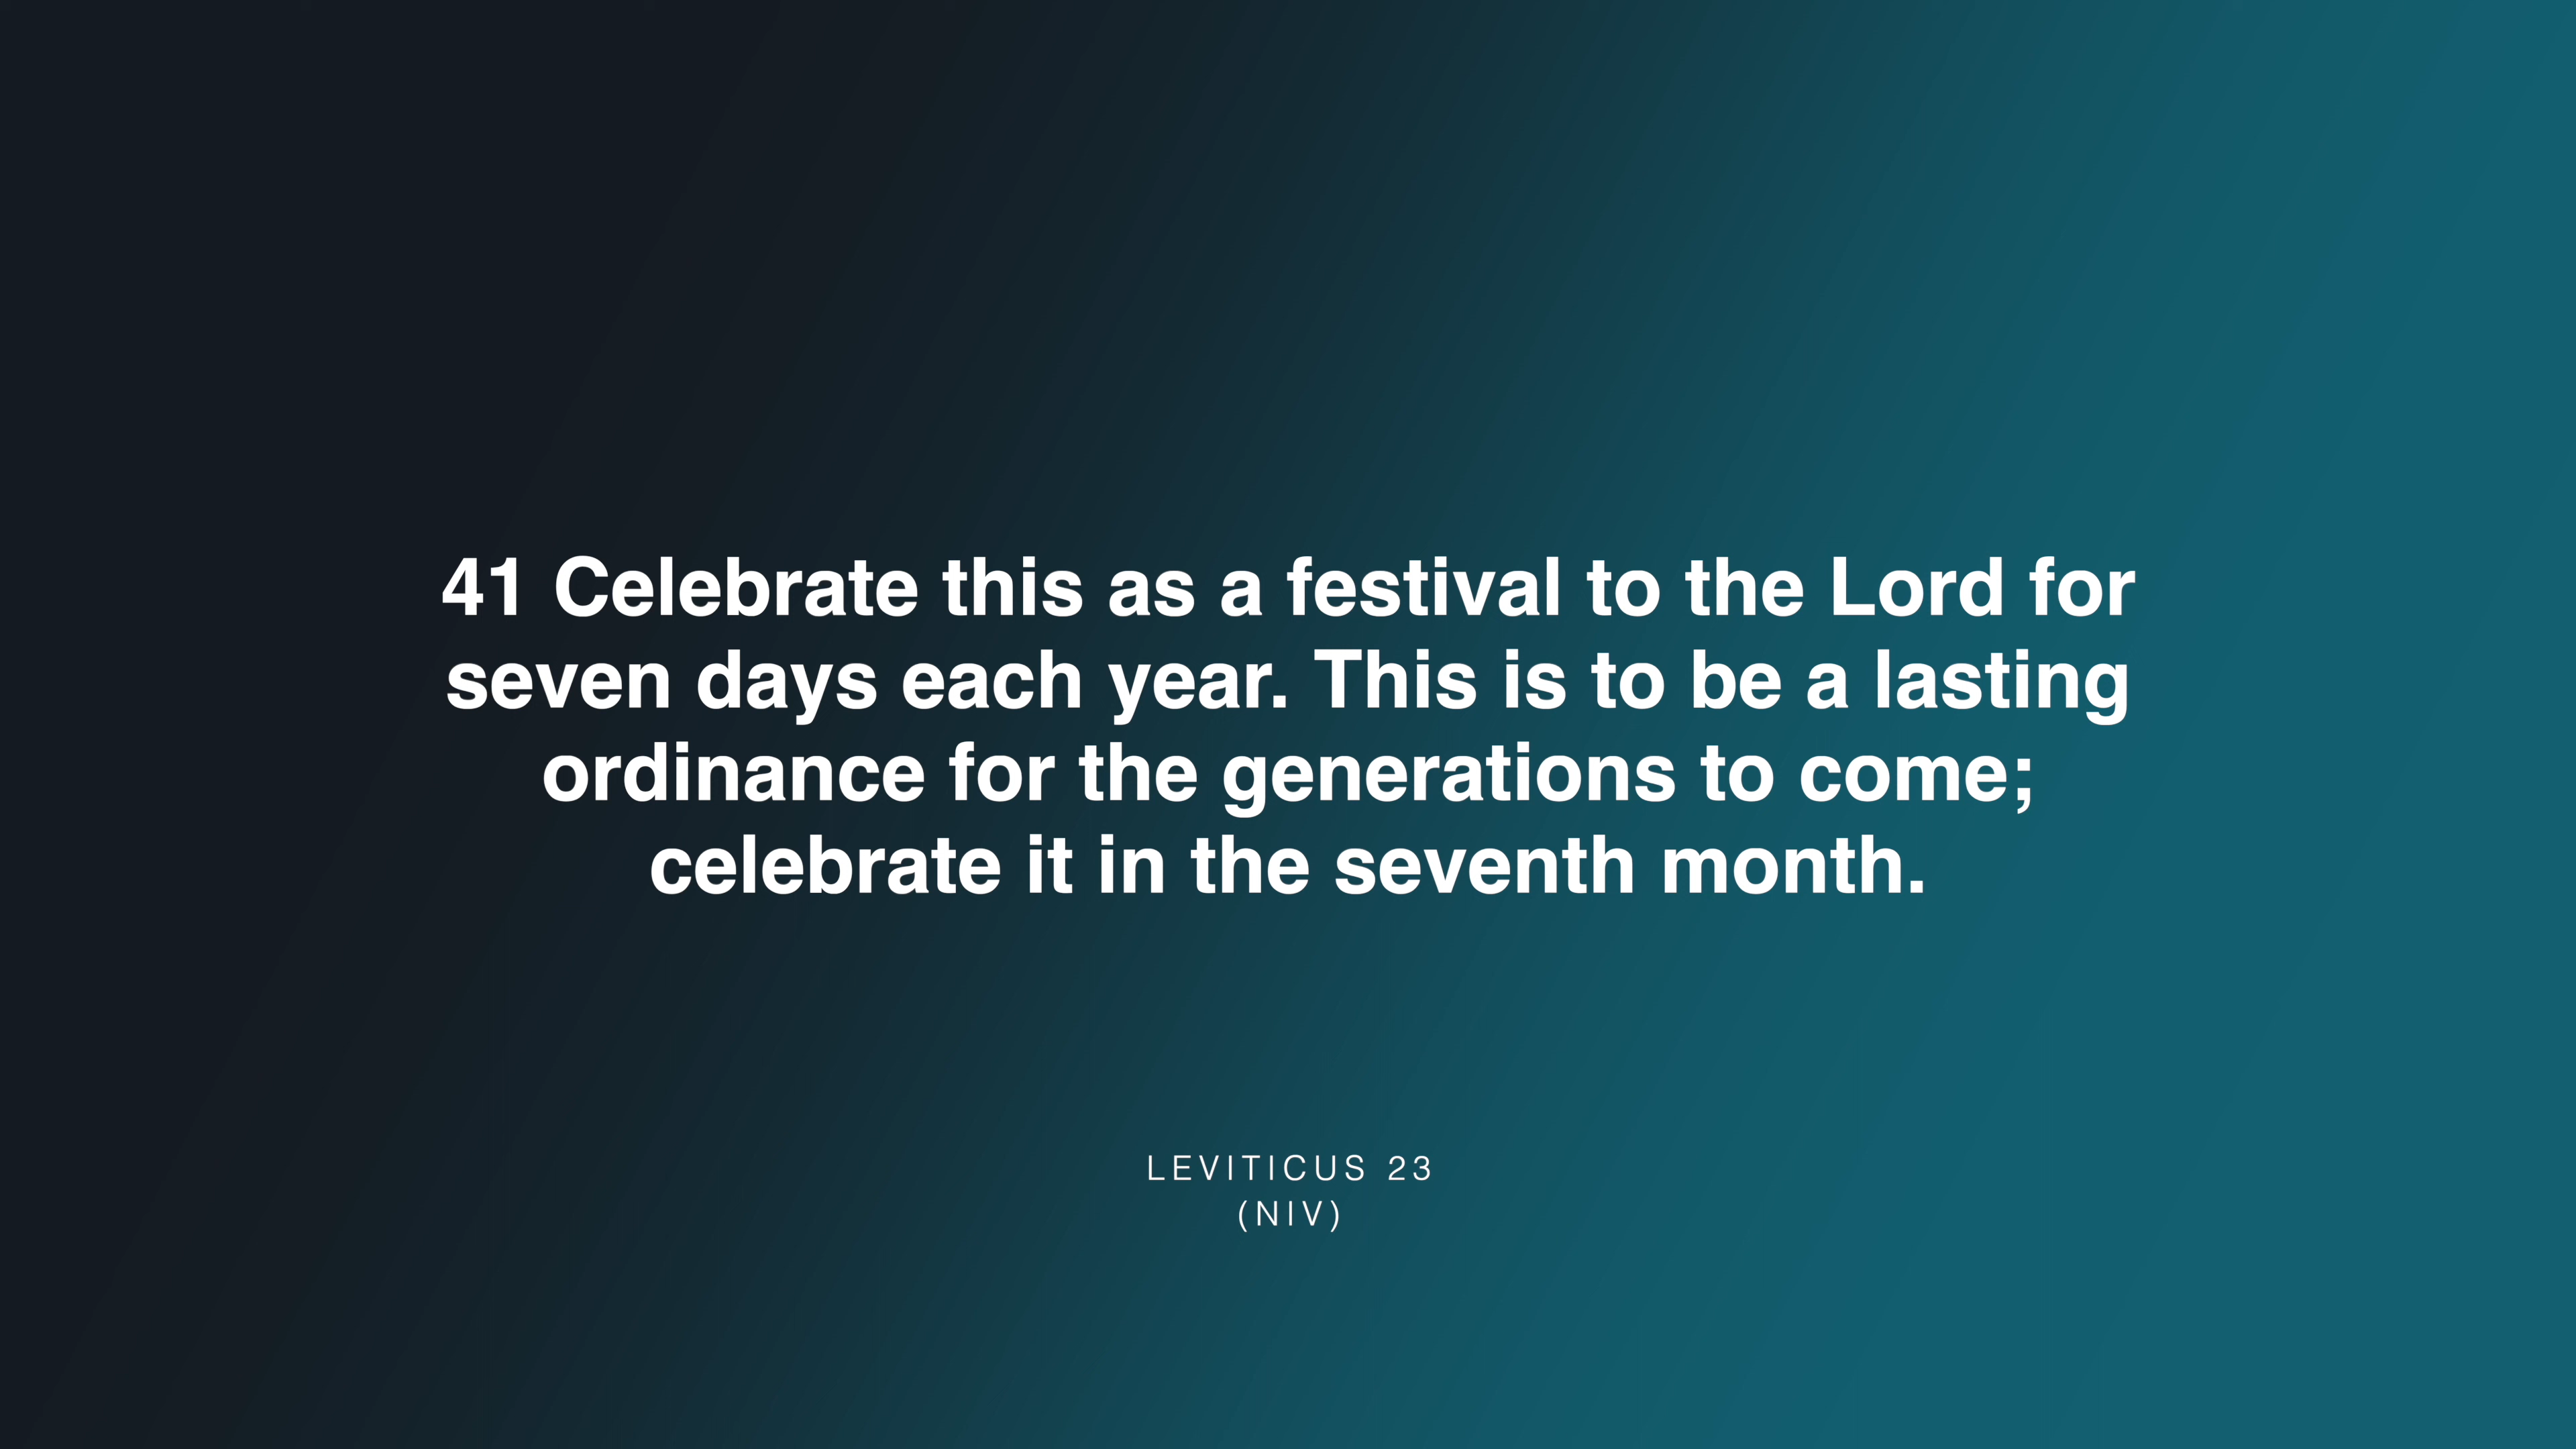 41 Celebrate this as a festival to the Lord for
seven days each year. This is to be a lasting
ordinance for the generations to come;
celebrate it in the seventh month.
LEVITICUS 23
(NIV)